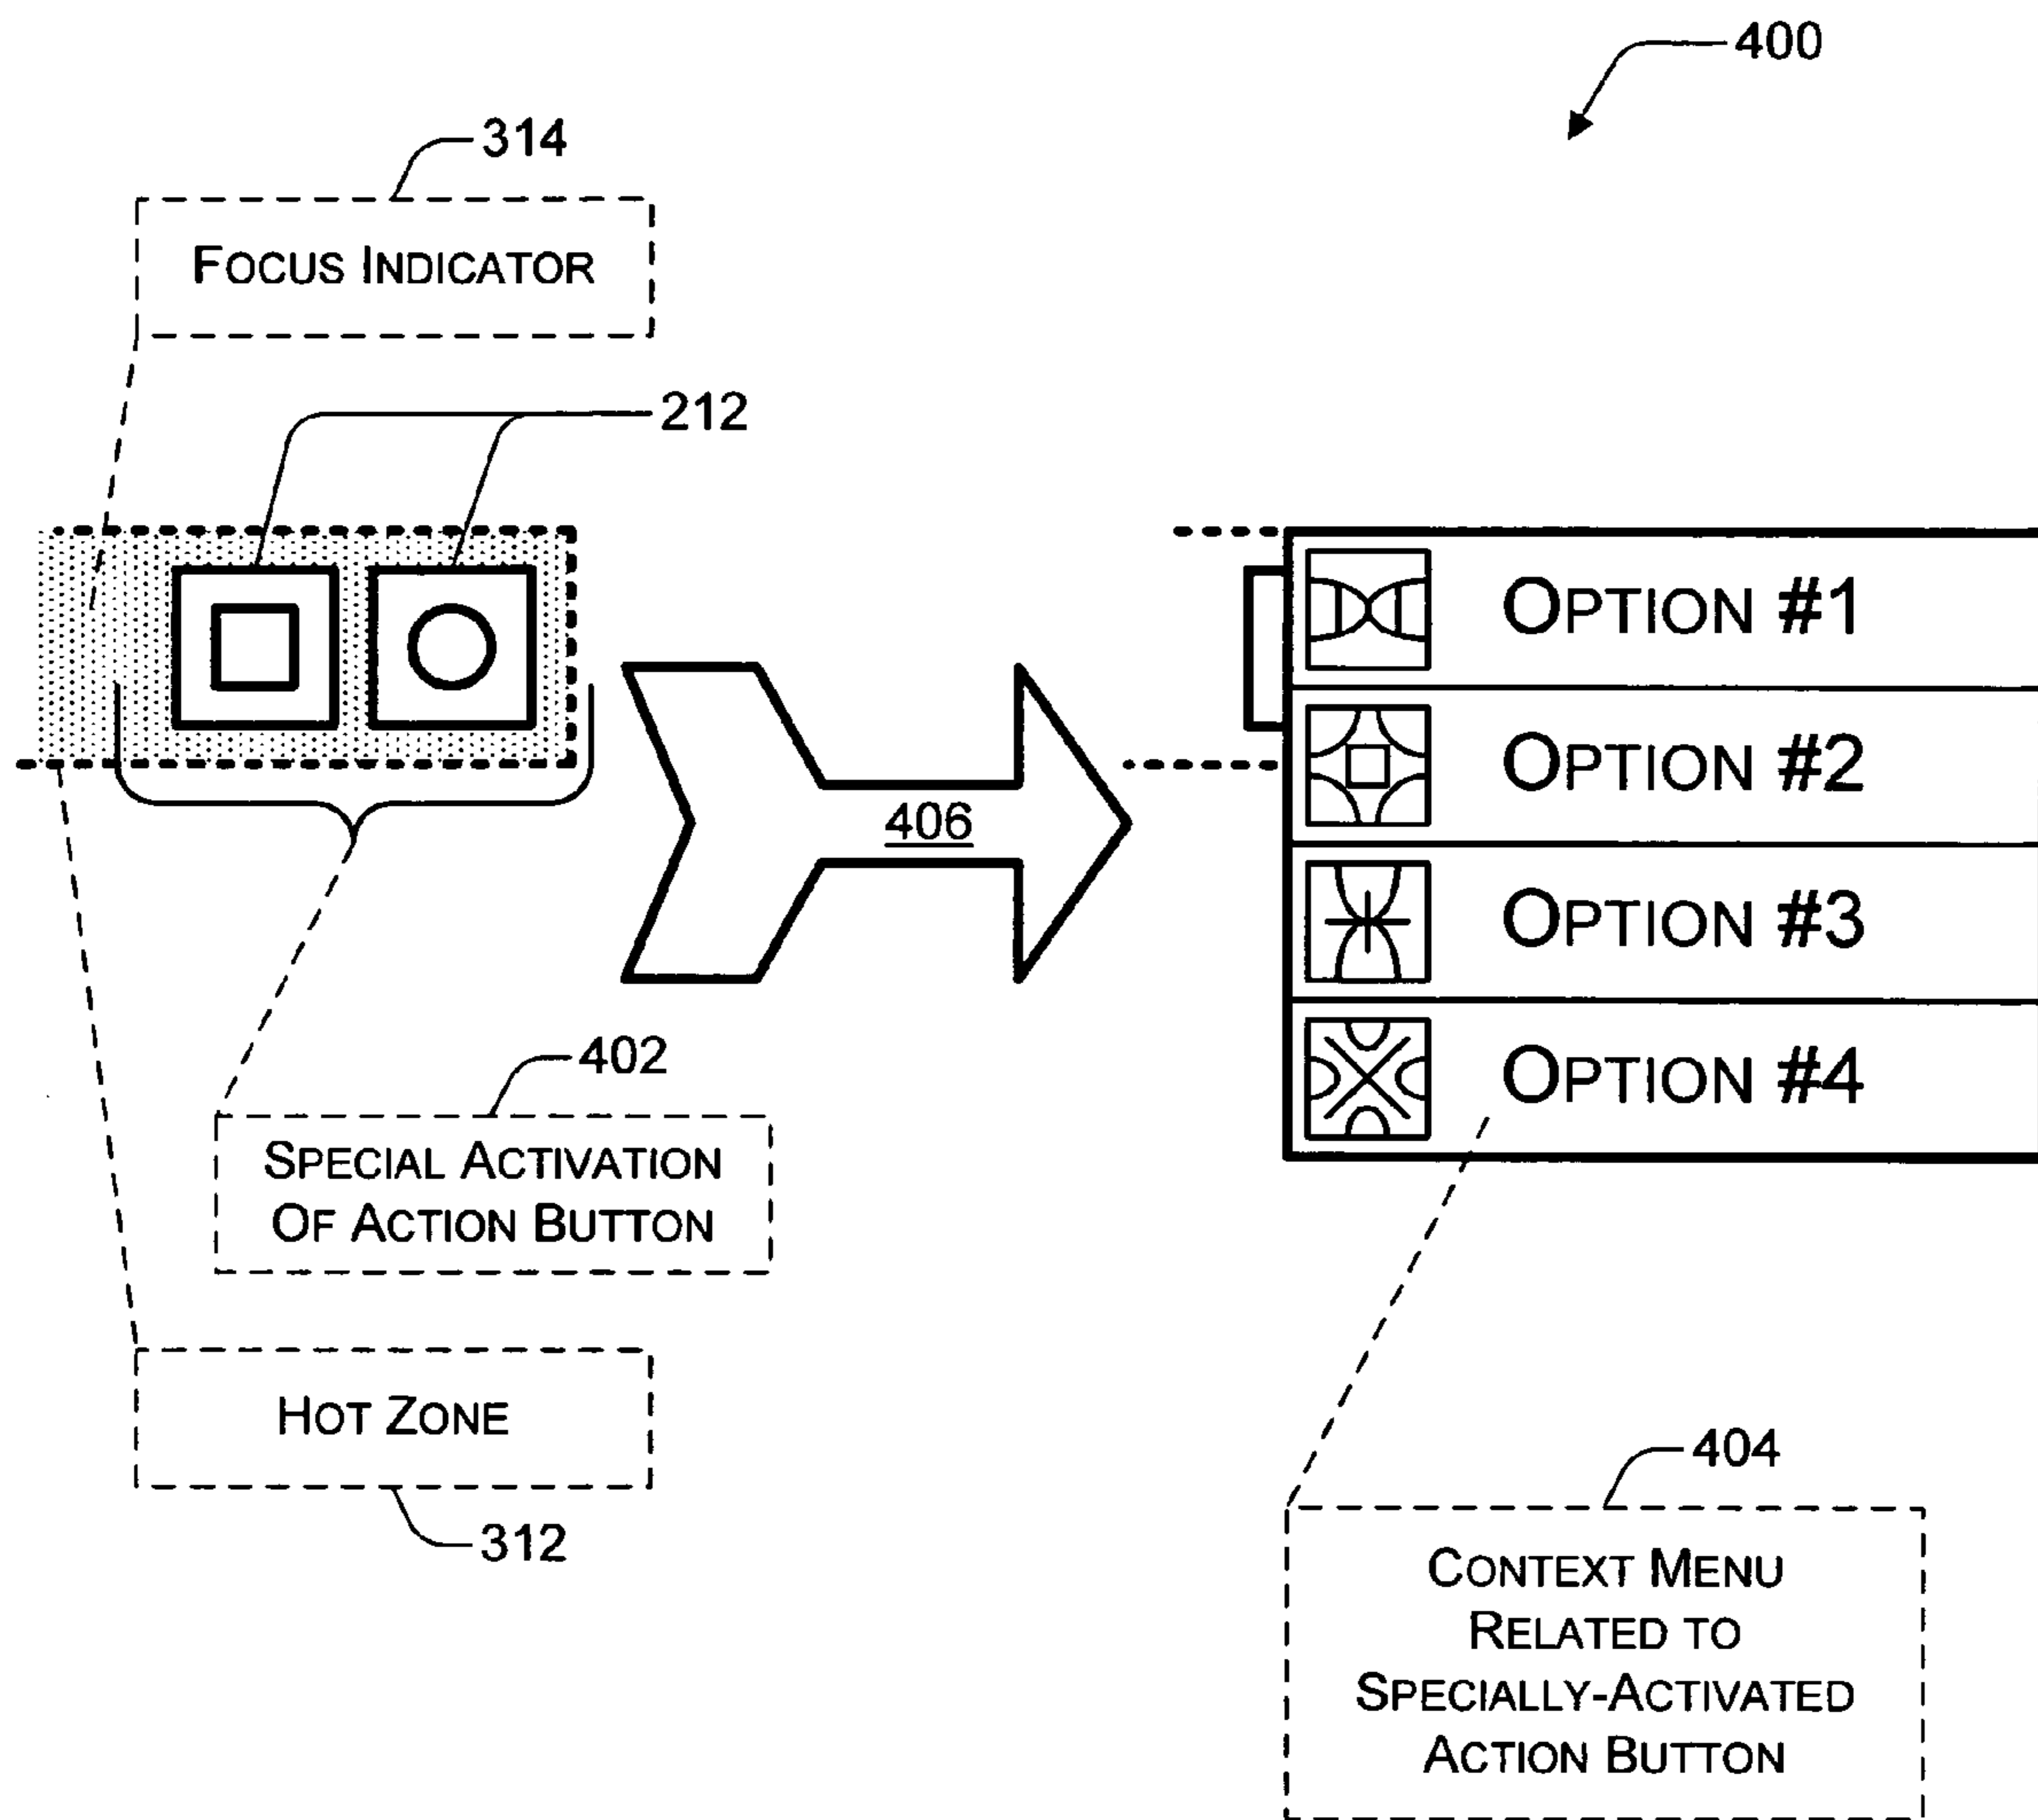 400
314
FOCUS INDICATOR
212
OPTION #1
OPTION #2
406
OPTION #3
OPTION #4
402
SPECIAL ACTIVATION
OF ACTION BUTTON
HOT ZONE
312
404
CONTEXT MENU
RELATED TO
SPECIALLY-ACTIVATED
ACTION BUTTON